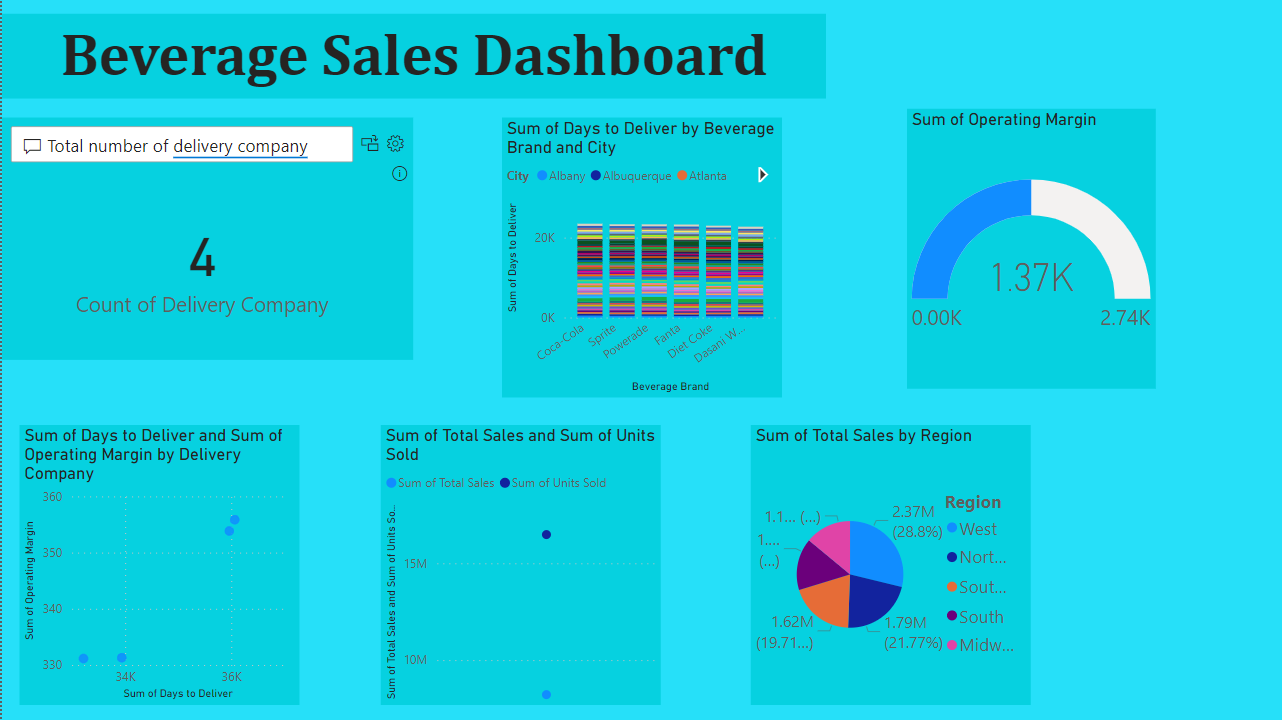 Beverage Sales Dashboard
Total number of delivery company
4
Count of Delivery Company
Sum of Days to Deliver by Beverage
Brand and City
City Albany Albuquerque Atlanta
Sum of Days to Deliver
20K
0K
Coca-Cola Sprite Powerade Fanta Diet Coke Dasani W...
Beverage Brand
Sum of Operating Margin
1.37K
0.00K 2.74K
Sum of Days to Deliver and Sum of
Operating Margin by Delivery
Company
Sum of Operating Margin
360
350
340
330
34K 36K
Sum of Days to Deliver
Sum of Total Sales and Sum of Units
Sold
Sum of Total Sales Sum of Units Sold
Sum of Total Sales and Sum of Units So...
15M
10M
Sum of Total Sales by Region
2.37M
(28.8%)
1.79M
(21.77%)
1.62M
(19.71...)
1....
(...)
1.1... (...)
Region
West
Nort...
Sout...
South
Midw...